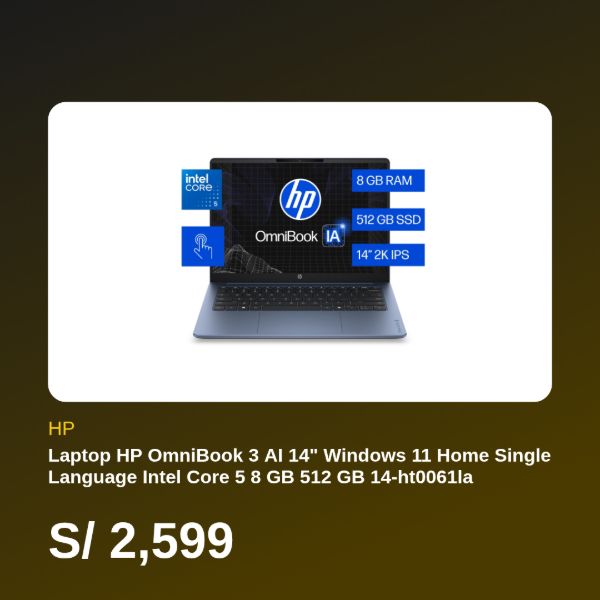 intel
CORE
5
hp
OmniBook IA
8 GB RAM
512 GB SSD
14" 2K IPS
HP
Laptop HP OmniBook 3 AI 14" Windows 11 Home Single
Language Intel Core 5 8 GB 512 GB 14-ht0061la
S/ 2,599